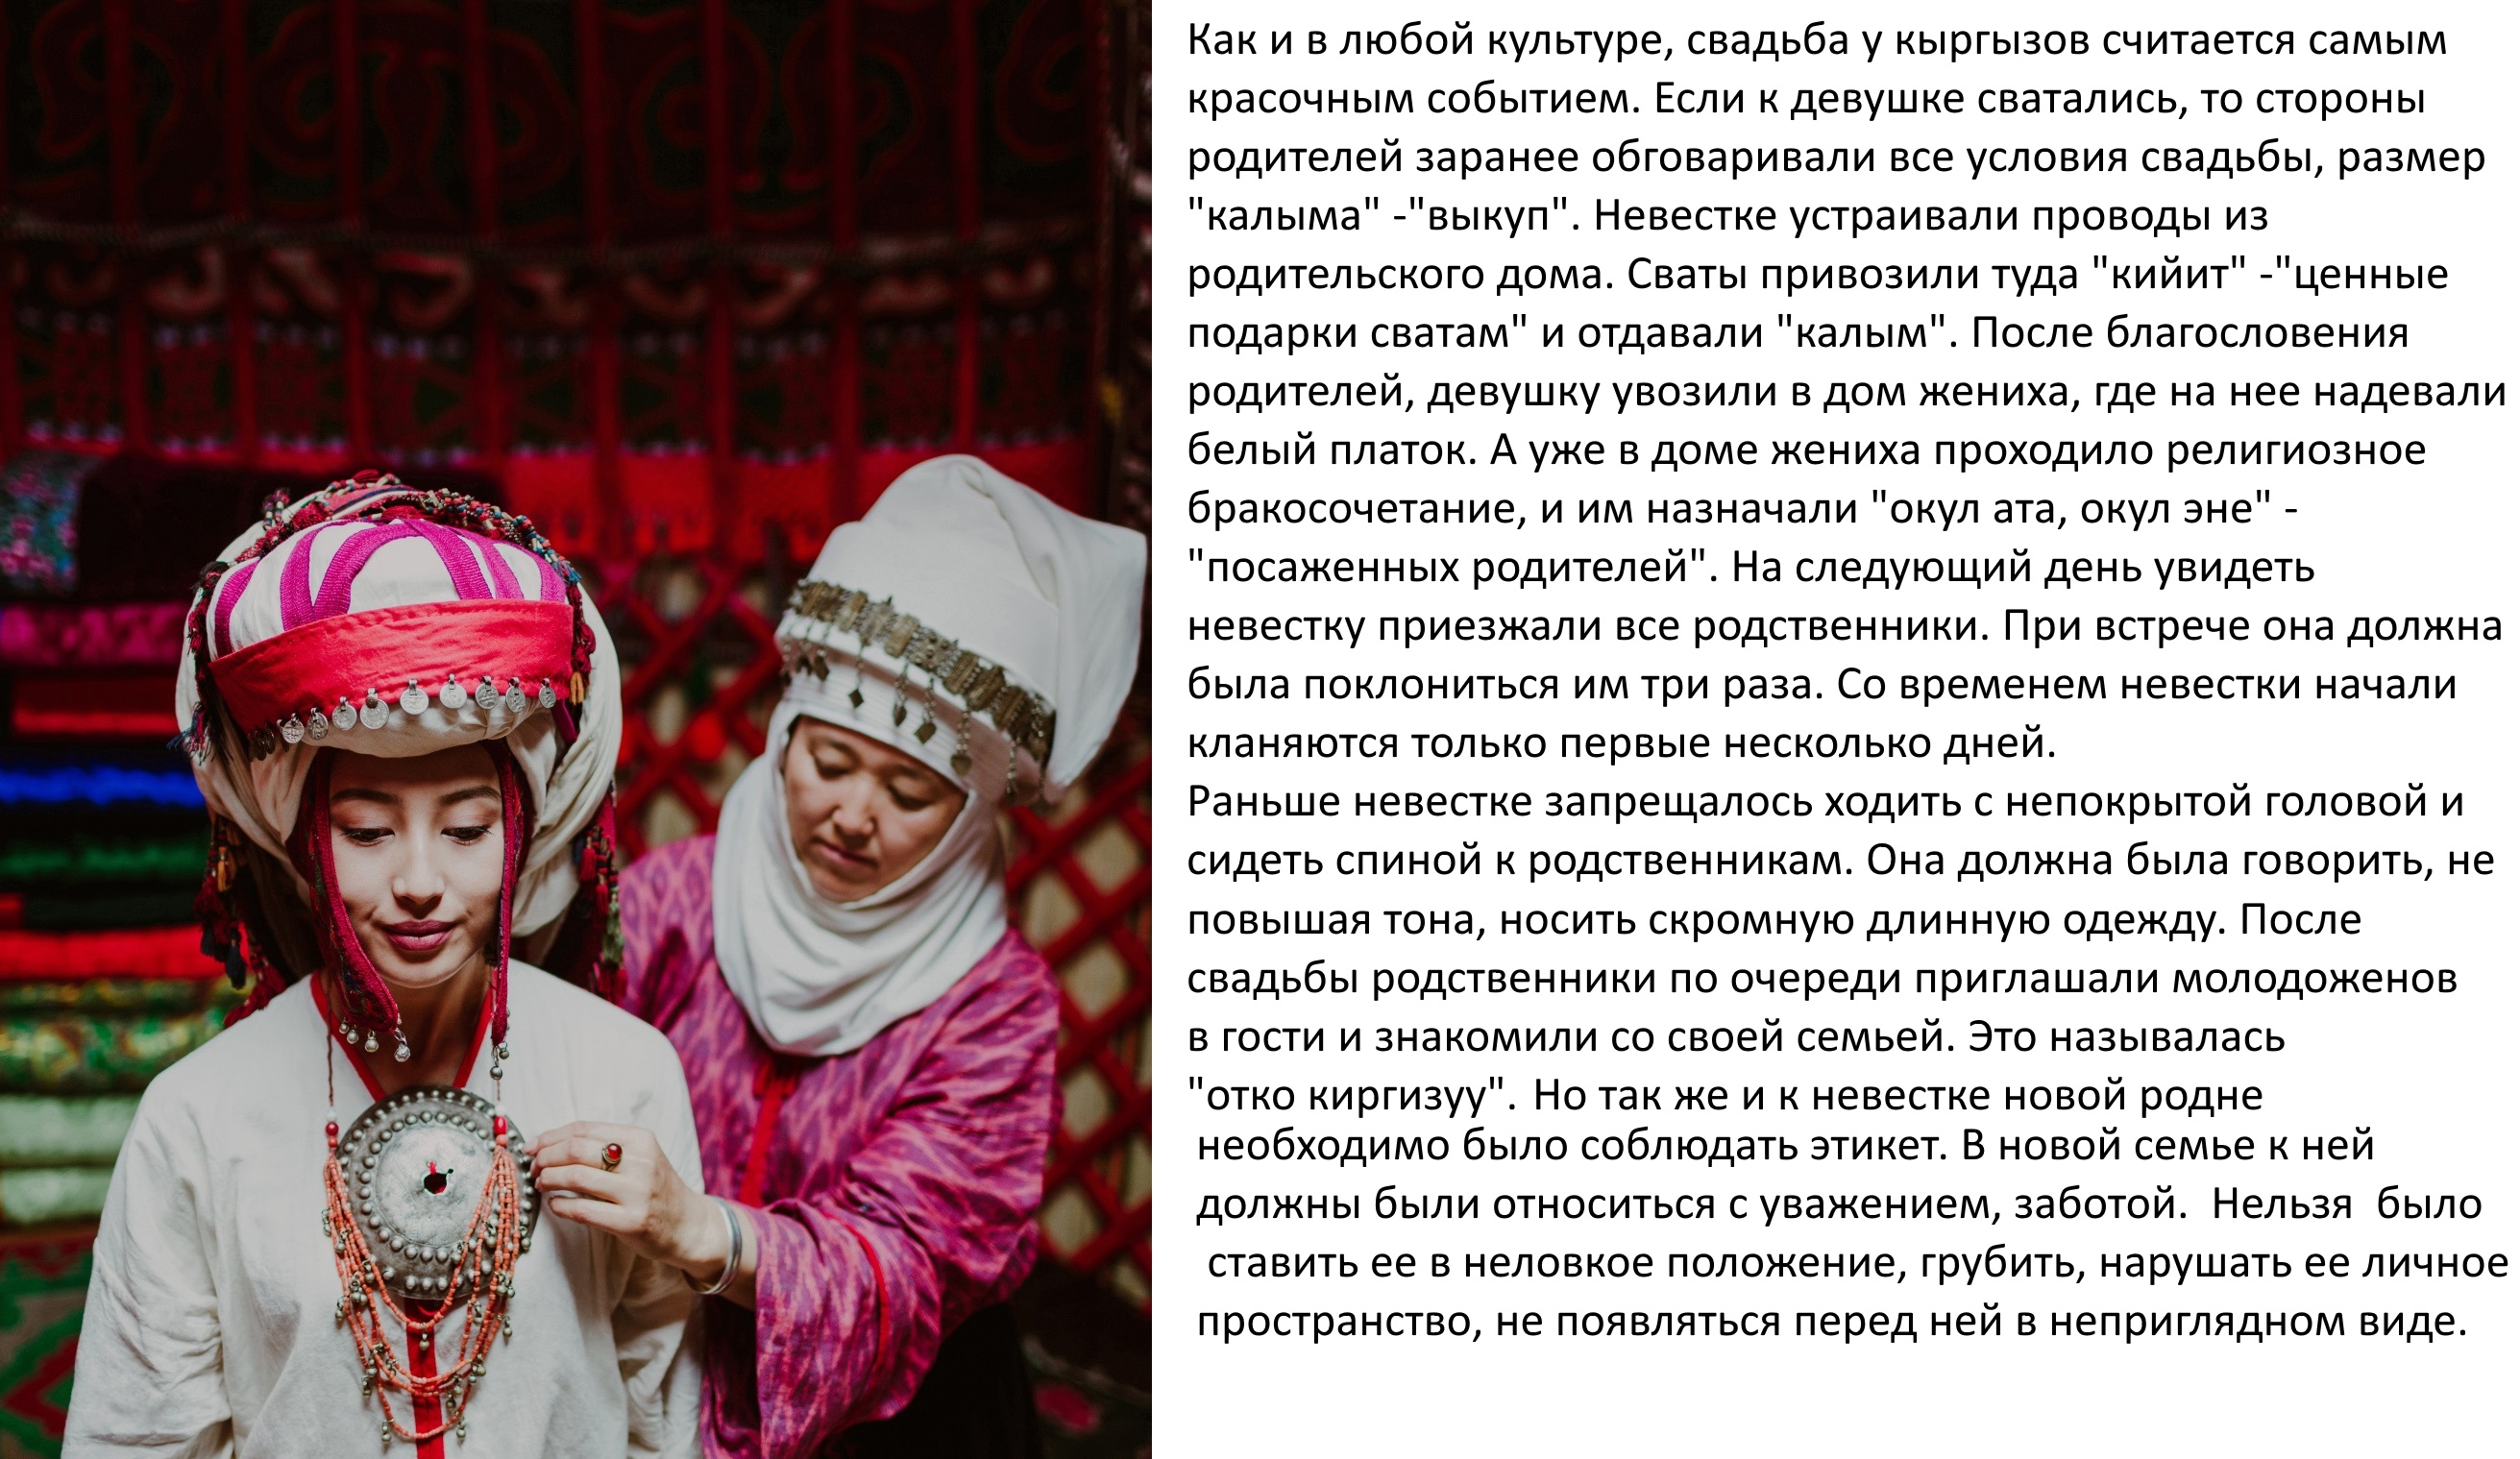 Как и в любой культуре, свадьба у кыргызов считается самым
красочным событием. Если к девушке сватались, то стороны
родителей заранее обговаривали все условия свадьбы, размер
"калыма" -"выкуп". Невестке устраивали проводы из
родительского дома. Сваты привозили туда "кийит" -"ценные
подарки сватам" и отдавали "калым". После благословения
родителей, девушку увозили в дом жениха, где на нее надевали
белый платок. А уже в доме жениха проходило религиозное
бракосочетание, и им назначали "окул ата, окул эне" -
"посаженных родителей". На следующий день увидеть
невестку приезжали все родственники. При встрече она должна
была поклониться им три раза. Со временем невестки начали
кланяются только первые несколько дней.
Раньше невестке запрещалось ходить с непокрытой головой и
сидеть спиной к родственникам. Она должна была говорить, не
повышая тона, носить скромную длинную одежду. После
свадьбы родственники по очереди приглашали молодоженов
в гости и знакомили со своей семьей. Это называлась
"отко киргизуу". Но так же и к невестке новой родне
необходимо было соблюдать этикет. В новой семье к ней
должны были относиться с уважением, заботой. Нельзя было
ставить ее в неловкое положение, грубить, нарушать ее личное
пространство, не появляться перед ней в неприглядном виде.